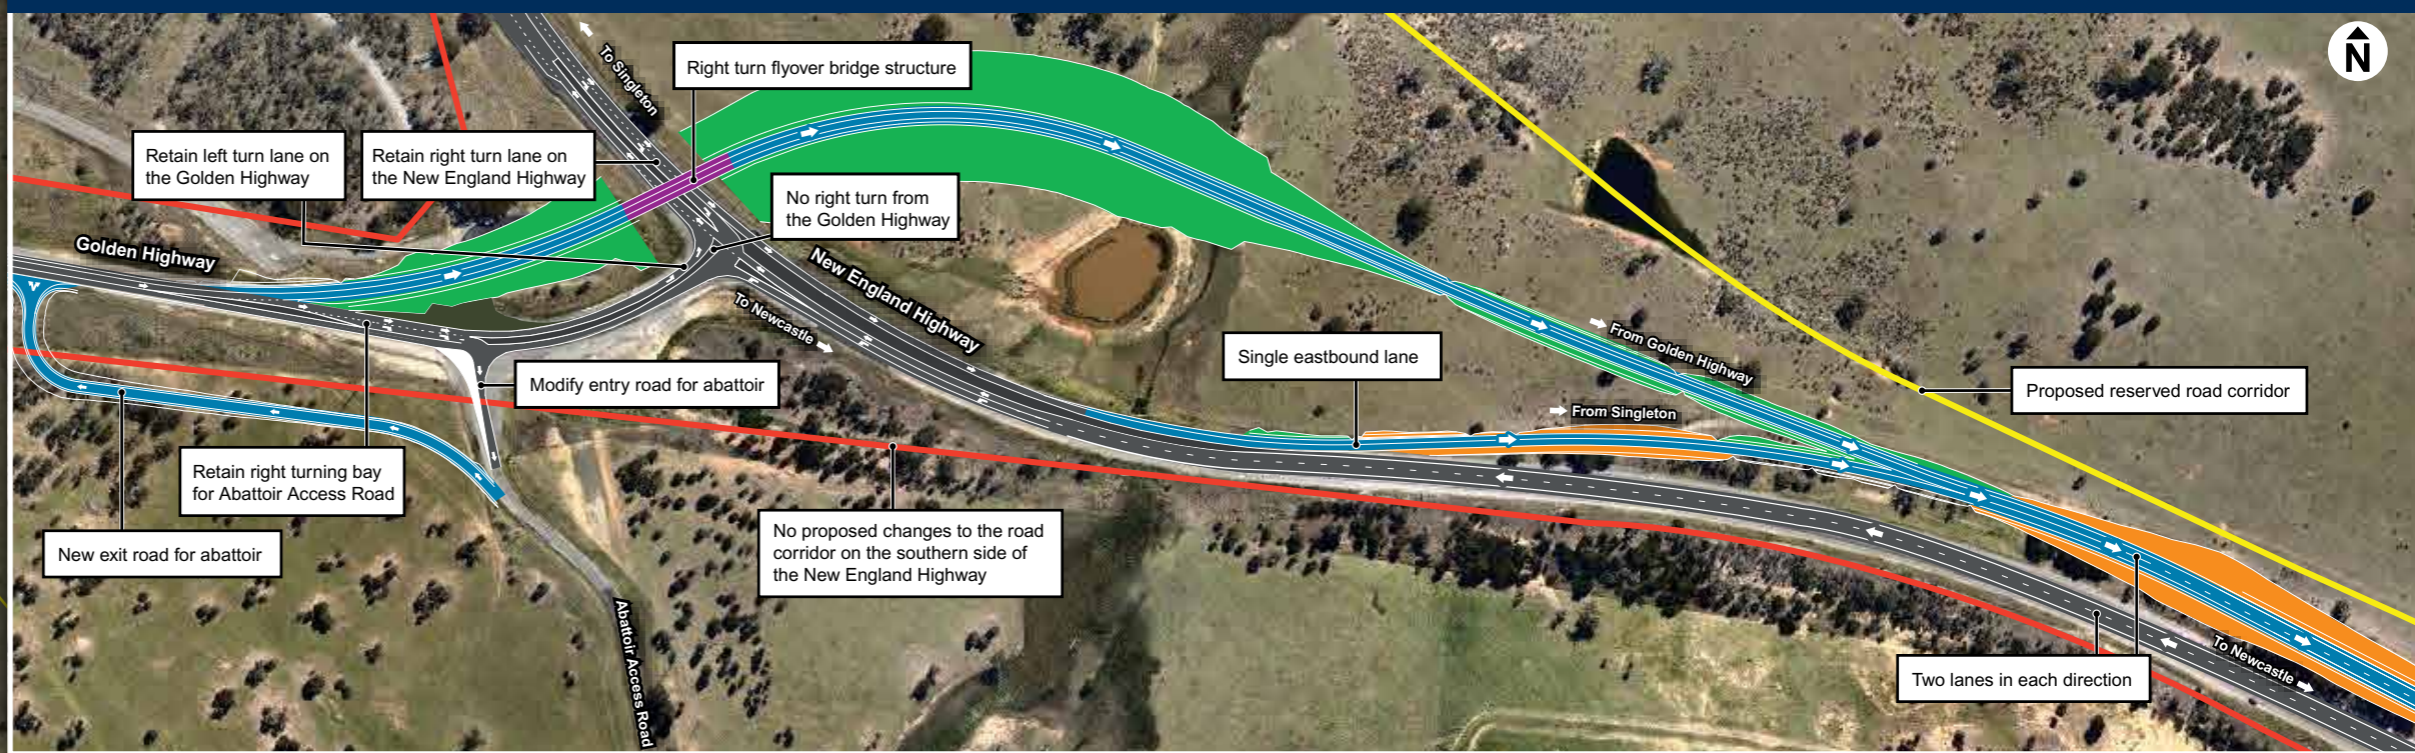 N
To Singleton
Right turn flyover bridge structure
Retain left turn lane on
the Golden Highway
Retain right turn lane on
the New England Highway
No right turn from
the Golden Highway
Golden Highway
New England Highway
To Newcastle
From Golden Highway
Single eastbound lane
Modify entry road for abattoir
Proposed reserved road corridor
From Singleton
Retain right turning bay
for Abattoir Access Road
New exit road for abattoir
No proposed changes to the road
corridor on the southern side of
the New England Highway
Abattoir Access Road
To Newcastle
Two lanes in each direction